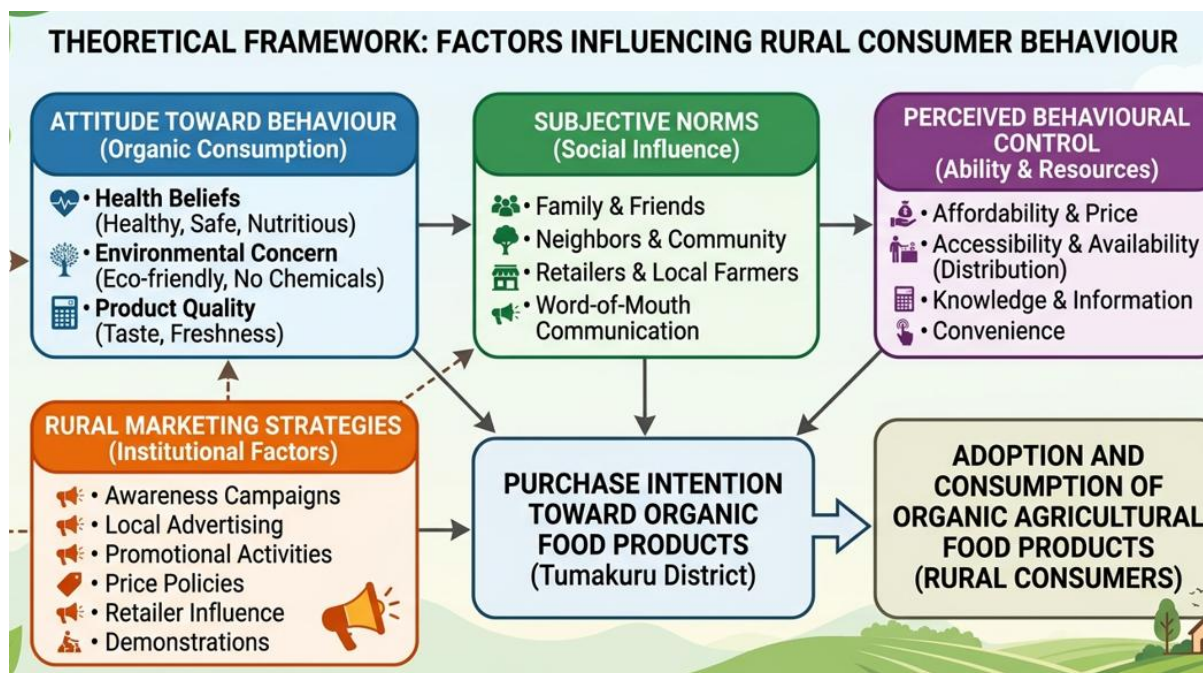 THEORETICAL FRAMEWORK: FACTORS INFLUENCING RURAL CONSUMER BEHAVIOUR
ATTITUDE TOWARD BEHAVIOUR
(Organic Consumption)
• Health Beliefs
(Healthy, Safe, Nutritious)
• Environmental Concern
(Eco-friendly, No Chemicals)
• Product Quality
(Taste, Freshness)
SUBJECTIVE NORMS
(Social Influence)
• Family & Friends
• Neighbors & Community
• Retailers & Local Farmers
• Word-of-Mouth
Communication
PERCEIVED BEHAVIOURAL
CONTROL
(Ability & Resources)
• Affordability & Price
• Accessibility & Availability
(Distribution)
• Knowledge & Information
• Convenience
RURAL MARKETING STRATEGIES
(Institutional Factors)
• Awareness Campaigns
• Local Advertising
• Promotional Activities
• Price Policies
• Retailer Influence
• Demonstrations
PURCHASE INTENTION
TOWARD ORGANIC
FOOD PRODUCTS
(Tumakuru District)
ADOPTION AND
CONSUMPTION OF
ORGANIC AGRICULTURAL
FOOD PRODUCTS
(RURAL CONSUMERS)